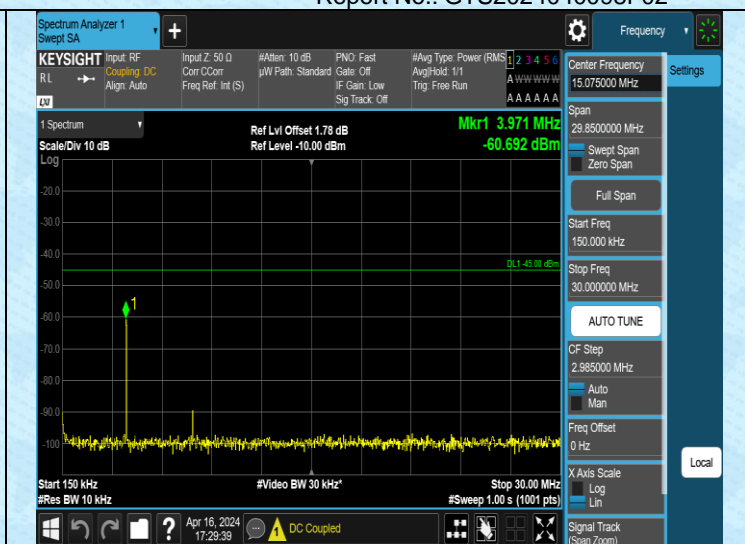 Spectrum Analyzer 1
Swept SA
+
Frequency
KEYSIGHT
RL
LXI
Input: RF
Coupling: DC
Align: Auto
Input Z: 50 Ω
Corr CCorr
Freq Ref: Int (S)
#Atten: 10 dB
µW Path: Standard
PNO: Fast
Gate: Off
IF Gain: Low
Sig Track: Off
#Avg Type: Power (RMS
Avg|Hold: 1/1
Trig: Free Run
1 2 3 4 5 6
A W W W W W
A A A A A A
Center Frequency
15.075000 MHz
Settings
1 Spectrum
Scale/Div 10 dB
Log
Ref Lvl Offset 1.78 dB
Ref Level -10.00 dBm
Mkr1 3.971 MHz
-60.692 dBm
-20.0
-30.0
-40.0
-50.0
-60.0
-70.0
-80.0
-90.0
-100
DL1 -45.00 dBm
1
Start 150 kHz
#Res BW 10 kHz
#Video BW 30 kHz*
Stop 30.00 MHz
#Sweep 1.00 s (1001 pts)
Span
29.8500000 MHz
Swept Span
Zero Span
Full Span
Start Freq
150.000 kHz
Stop Freq
30.000000 MHz
AUTO TUNE
CF Step
2.985000 MHz
Auto
Man
Freq Offset
0 Hz
X Axis Scale
Log
Lin
Local
Signal Track
(Span Zoom)
?
Apr 16, 2024
17:29:39
DC Coupled